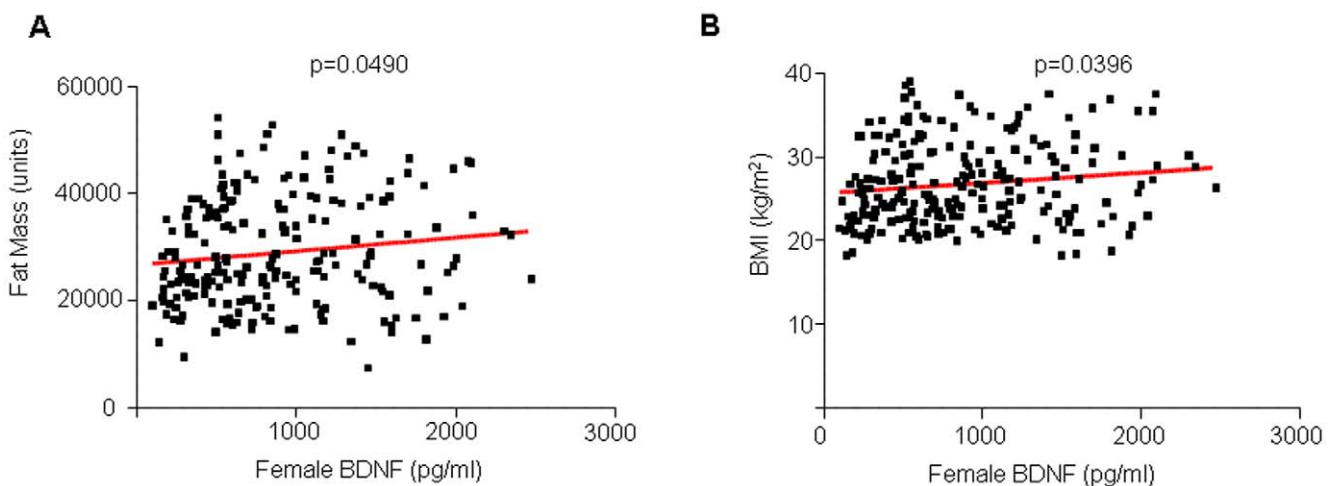 A
p=0.0490
Fat Mass (units)
60000
40000
20000
0
1000 2000 3000
Female BDNF (pg/ml)
B
p=0.0396
BMI (kg/m²)
40
30
20
10
0 1000 2000 3000
Female BDNF (pg/ml)